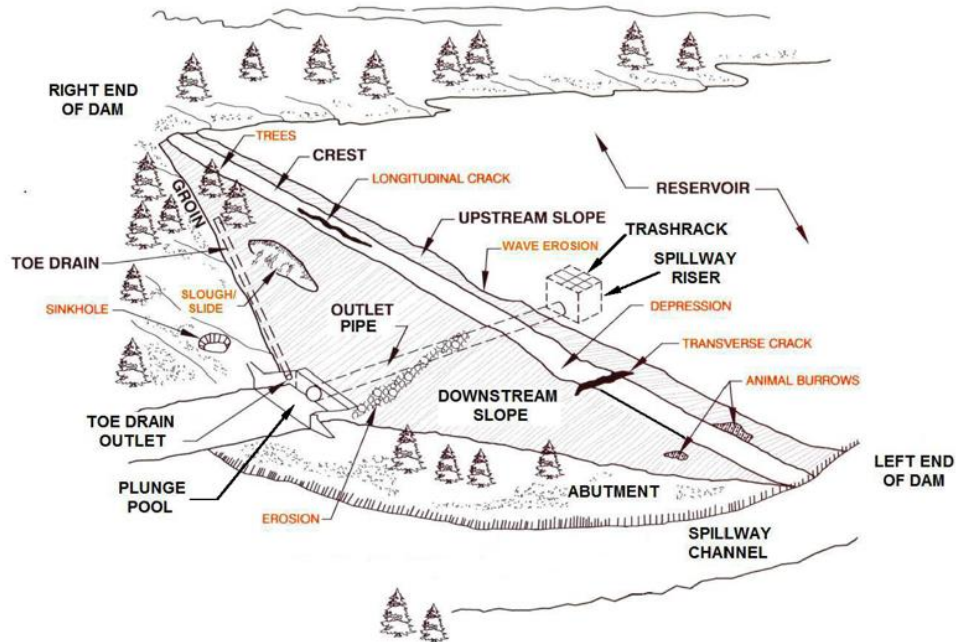 RIGHT END
OF DAM
TREES
CREST
LONGITUDINAL CRACK
RESERVOIR
GROIN
UPSTREAM SLOPE
TRASHRACK
WAVE EROSION
SPILLWAY
RISER
TOE DRAIN
SLOUGH/
SLIDE
SINKHOLE
OUTLET
PIPE
DEPRESSION
TRANSVERSE CRACK
ANIMAL BURROWS
DOWNSTREAM
SLOPE
TOE DRAIN
OUTLET
LEFT END
OF DAM
PLUNGE
POOL
ABUTMENT
EROSION
SPILLWAY
CHANNEL